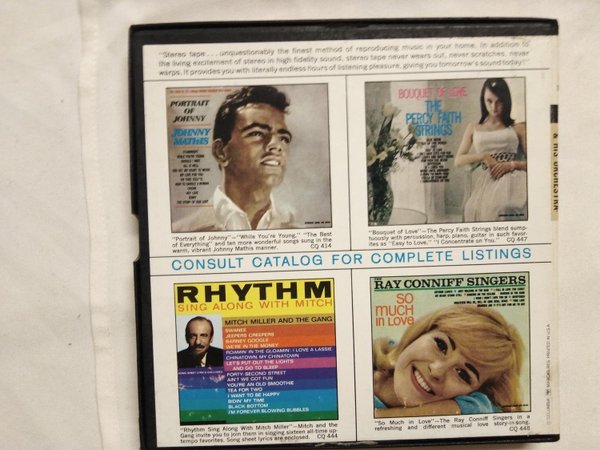 "Stereo tape . . . unquestionably the finest method of reproducing music in your home. In addition to
the living excitement of stereo in high fidelity sound, stereo tape never wears out, never scratches, never
warps. It provides you with literally endless hours of listening pleasure, giving you tomorrow's sound today!"
PORTRAIT
OF
JOHNNY
JOHNNY
MATHIS
"Portrait of Johnny"—"While You're Young," "The Best
of Everything" and ten more wonderful songs sung in the
warm, vibrant Johnny Mathis manner. CQ 414
BOUQUET OF LOVE
THE
PERCY FAITH
STRINGS
"Bouquet of Love"—The Percy Faith Strings blend sump-
tuously with percussion, harp, piano, guitar in such favor-
ites as "Easy to Love," "I Concentrate on You." CQ 447
& HIS ORCHESTRA
CONSULT CATALOG FOR COMPLETE LISTINGS
RHYTHM
SING ALONG WITH MITCH
MITCH MILLER AND THE GANG
SWANEE
JEEPERS CREEPERS
BARNEY GOOGLE
WE'RE IN THE MONEY
ROAMIN' IN THE GLOAMIN'/I LOVE A LASSIE
CHINATOWN, MY CHINATOWN
LET'S PUT OUT THE LIGHTS
AND GO TO SLEEP
FORTY-SECOND STREET
AIN'T WE GOT FUN
YOU'RE AN OLD SMOOTHIE
TEA FOR TWO
I WANT TO BE HAPPY
BIDIN' MY TIME
BLACK BOTTOM
I'M FOREVER BLOWING BUBBLES
"Rhythm Sing Along With Mitch Miller"—Mitch and the
Gang invite you to join them in singing sixteen all-time up-
tempo favorites. Song sheet lyrics are enclosed. CQ 444
RAY CONNIFF SINGERS
SO
MUCH
IN LOVE
"So Much in Love"—The Ray Conniff Singers in a
refreshing and different musical love story-in-song.
CQ 448